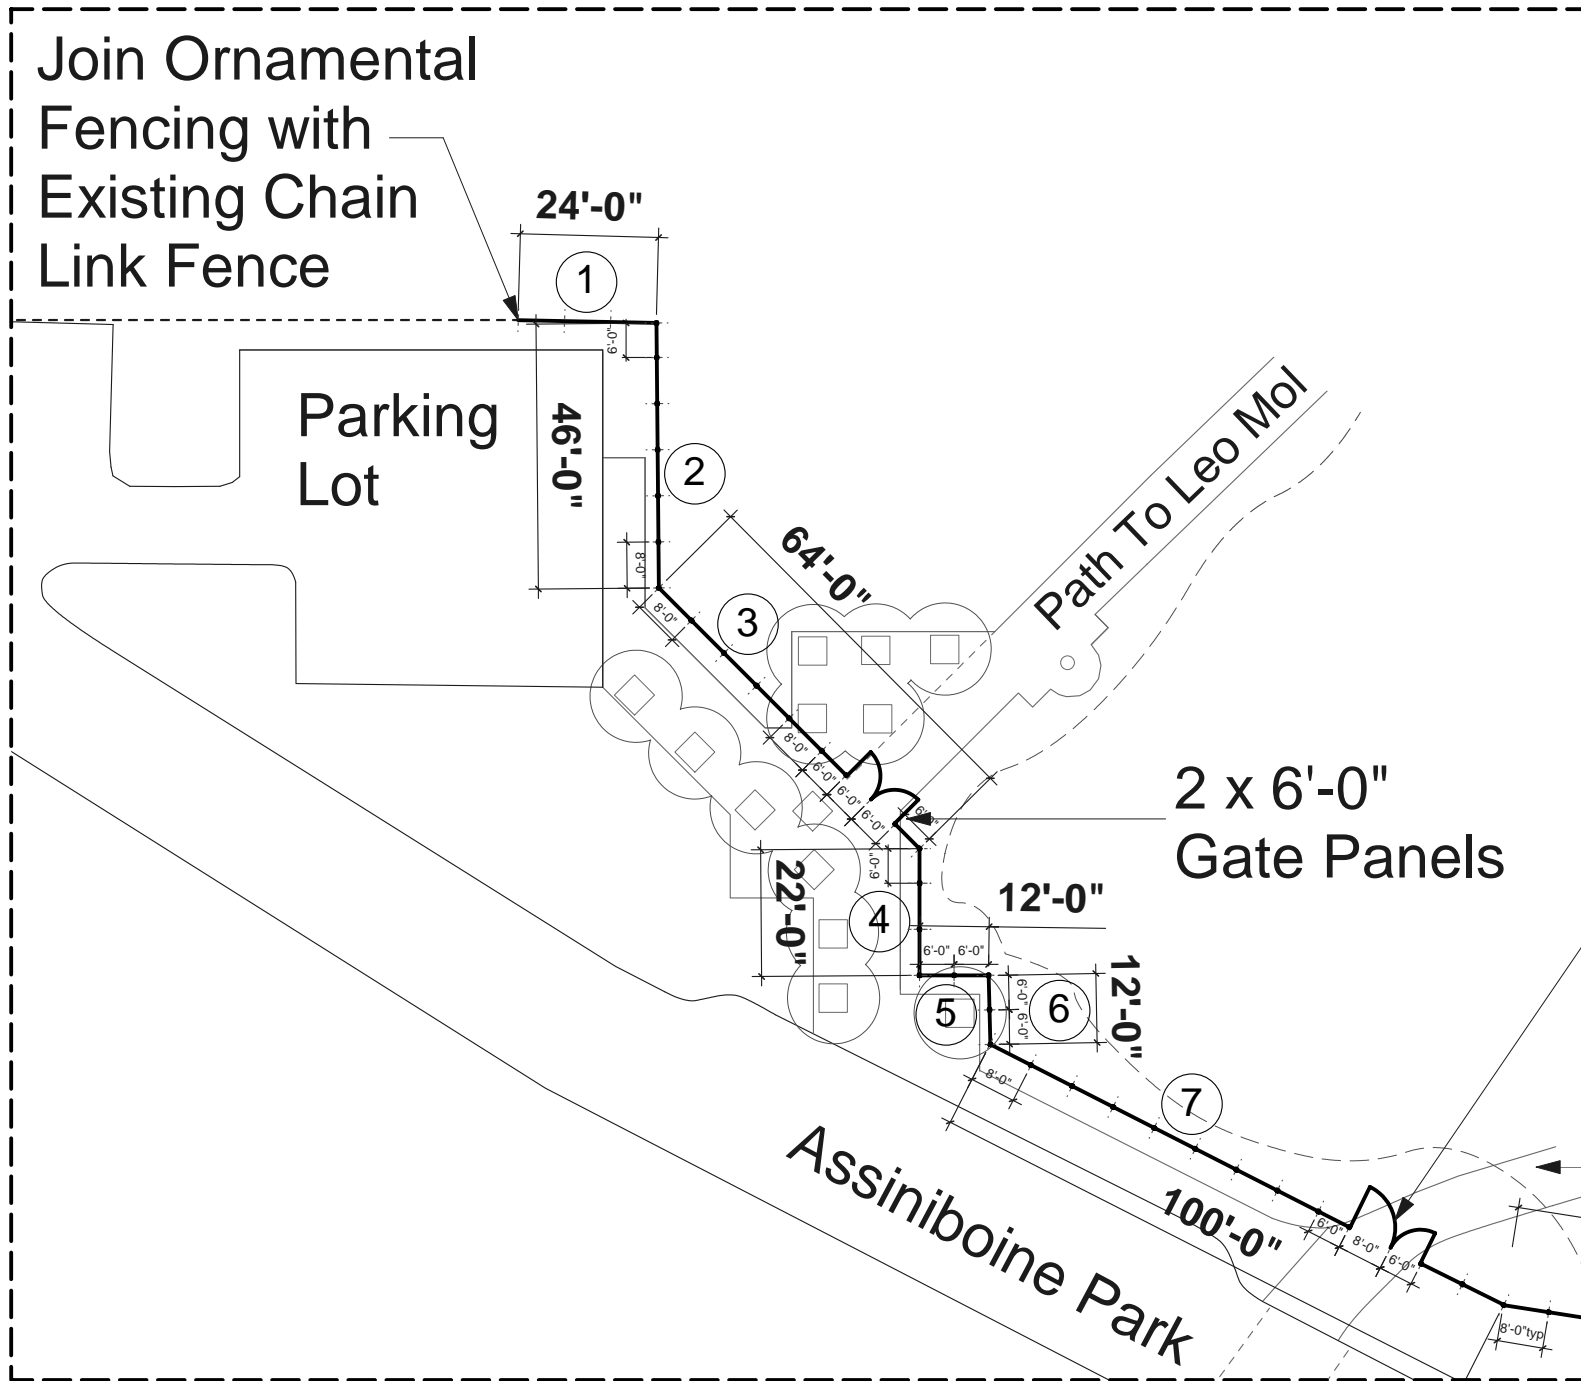 Join Ornamental
Fencing with
Existing Chain
Link Fence
24'-0"
1
6'-0"
Parking
Lot
46'-0"
2
8'-0"
64'-0"
3
8'-0"
Path To Leo Mol
8'-0"
6'-0"
6'-0"
6'-0"
6'-0"
2 x 6'-0"
Gate Panels
6'-0"
22'-0"
4
12'-0"
6'-0"
6'-0"
5
6'-0"
6'-0"
6
12'-0"
8'-0"
7
100'-0"
6'-0"
8'-0"
6'-0"
8'-0"typ
Assiniboine Park